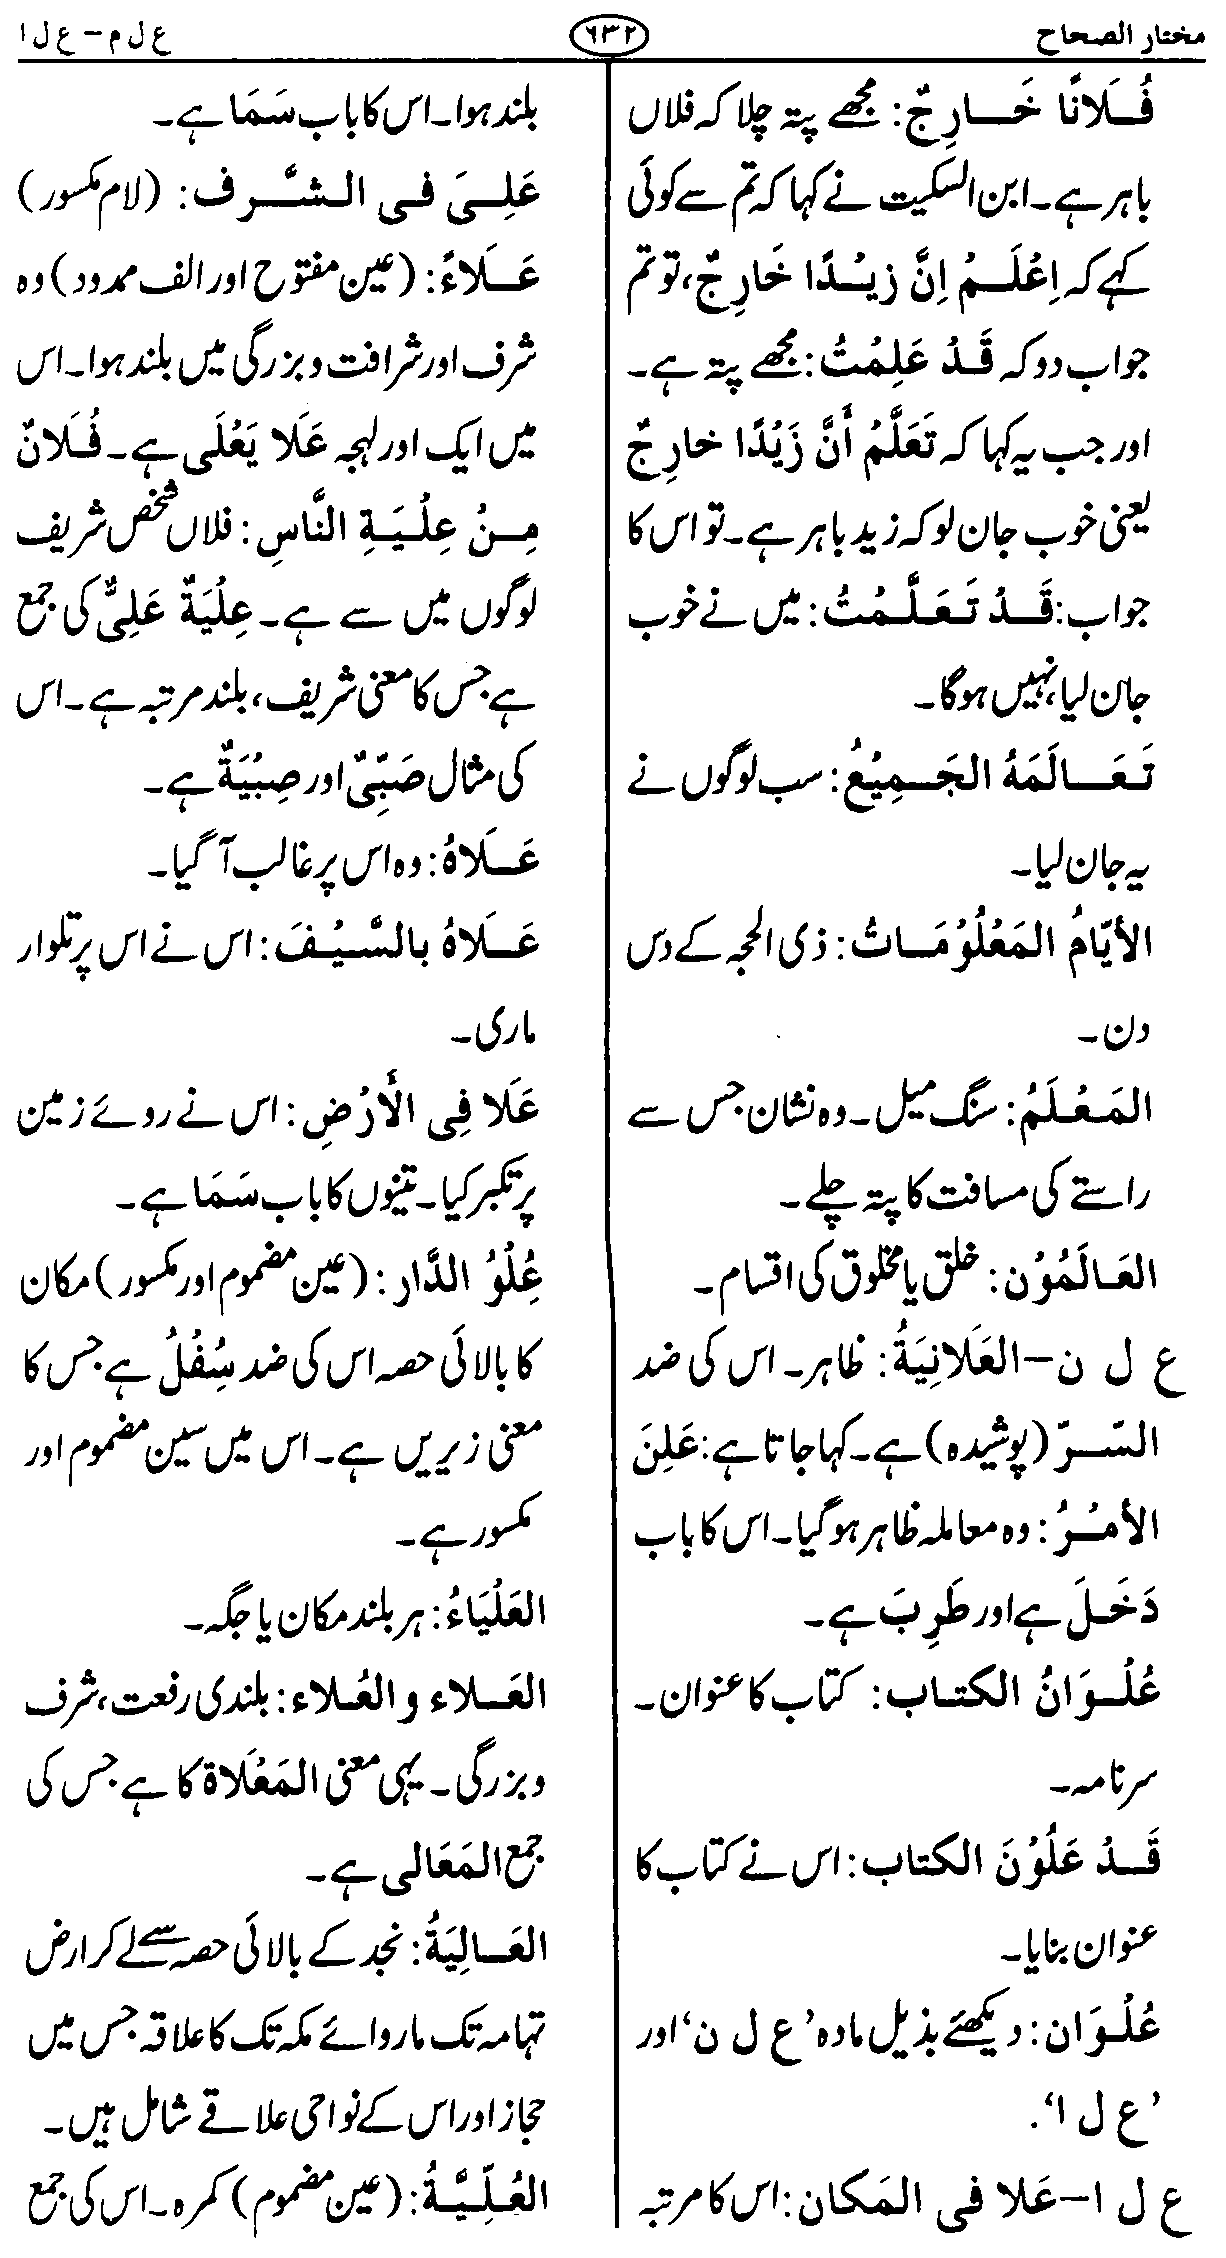 مختار الصحاح
٦٣٢
ع ل م – ع ل ا
فُلَانًا خَارِجٌ: مجھے پتہ چلا کہ فلاں
باہر ہے۔ ابن السکیت نے کہا کہ تم سے کوئی
کہے کہ اِعْلَمْ اِنَّ زَیْدًا خَارِجٌ، تو تم
جواب دو کہ قَدْ عَلِمْتُ: مجھے پتہ ہے۔
اور جب یہ کہا کہ تَعَلَّمْ أَنَّ زَیْدًا خارِجٌ
یعنی خوب جان لو کہ زید باہر ہے۔ تو اس کا
جواب: قَدْ تَعَلَّمْتُ: میں نے خوب
جان لیا، نہیں ہوگا۔
تَعَالَمَهُ الجَمِیْعُ: سب لوگوں نے
یہ جان لیا۔
الأیّامُ المَعْلُوْمَاتُ: ذی الحجہ کے دس
دن۔
المَعْلَمُ: سنگ میل۔ وہ نشان جس سے
راستے کی مسافت کا پتہ چلے۔
العَالَمُوْن: خلق یا مخلوق کی اقسام۔
ع ل ن – العَلَانِیَةُ: ظاہر۔ اس کی ضد
السّرّ (پوشیدہ) ہے۔ کہا جاتا ہے: عَلِنَ
الأمْرُ: وہ معاملہ ظاہر ہو گیا۔ اس کا باب
دَخَلَ ہے اور طَرِبَ ہے۔
عُلْوَانُ الکتاب: کتاب کا عنوان۔
سرنامہ۔
قَدْ عَلْوَنَ الکتاب: اس نے کتاب کا
عنوان بنایا۔
عُلْوَان: دیکھئے بذیل مادہ ’ع ل ن‘ اور
’ع ل ا‘.
ع ل ا – عَلا فی المَکان: اس کا مرتبہ
بلند ہوا۔ اس کا باب سَمَا ہے۔
عَلِیَ فی الشَّرف: (لام مکسور)
عَلَاءً: (عین مفتوح اور الف ممدود) وہ
شرف اور شرافت و بزرگی میں بلند ہوا۔ اس
میں ایک اور لہجہ عَلَا یَعْلَی ہے۔ فُلَانٌ
مِنْ عِلْیَةِ النَّاسِ: فلاں شخص شریف
لوگوں میں سے ہے۔ عِلْیَةٌ عَلِیٌّ کی جمع
ہے جس کا معنی شریف، بلند مرتبہ ہے۔ اس
کی مثال صَبِّیٌ اور صِبْیَةٌ ہے۔
عَلَاهُ: وہ اس پر غالب آ گیا۔
عَلَاهُ بالسَّیْفَ: اس نے اس پر تلوار
ماری۔
عَلَا فِی الْأَرْضِ: اس نے روئے زمین
پر تکبر کیا۔ تینوں کا باب سَمَا ہے۔
عُِلْوُ الدَّار: (عین مضموم اور مکسور) مکان
کا بالائی حصہ اس کی ضد سُِفْلُ ہے جس کا
معنی زیریں ہے۔ اس میں سین مضموم اور
مکسور ہے۔
العَلْیَاءُ: ہر بلند مکان یا جگہ۔
العَلاء و العُلاء: بلندی رفعت، شرف
و بزرگی۔ یہی معنی المَعْلَاة کا ہے جس کی
جمع المَعَالی ہے۔
العَالِیَةُ: نجد کے بالائی حصہ سے لے کر ارض
تہامہ تک ماروائے مکہ تک کا علاقہ جس میں
حجاز اور اس کے نواحی علاقے شامل ہیں۔
العُلِّیَّةُ: (عین مضموم) کمرہ۔ اس کی جمع